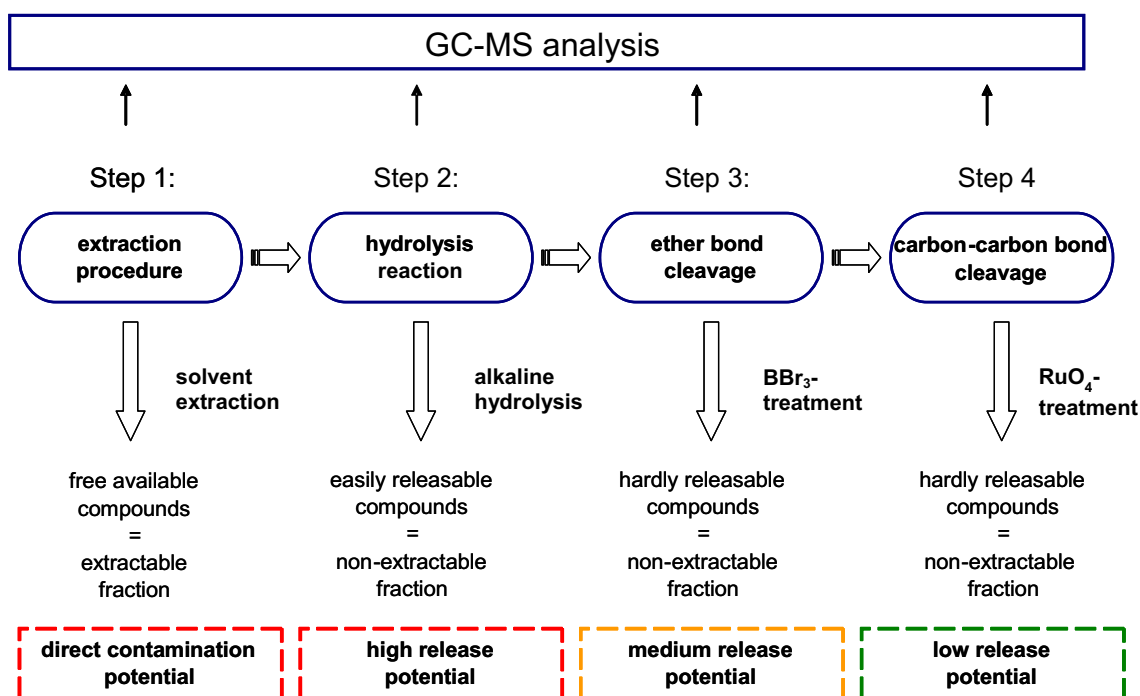 GC-MS analysis
Step 1:
Step 2:
Step 3:
Step 4
extraction
procedure
hydrolysis
reaction
ether bond
cleavage
carbon-carbon bond
cleavage
solvent
extraction
alkaline
hydrolysis
BBr₃-
treatment
RuO₄-
treatment
free available
compounds
=
extractable
fraction
easily releasable
compounds
=
non-extractable
fraction
hardly releasable
compounds
=
non-extractable
fraction
hardly releasable
compounds
=
non-extractable
fraction
direct contamination
potential
high release
potential
medium release
potential
low release
potential